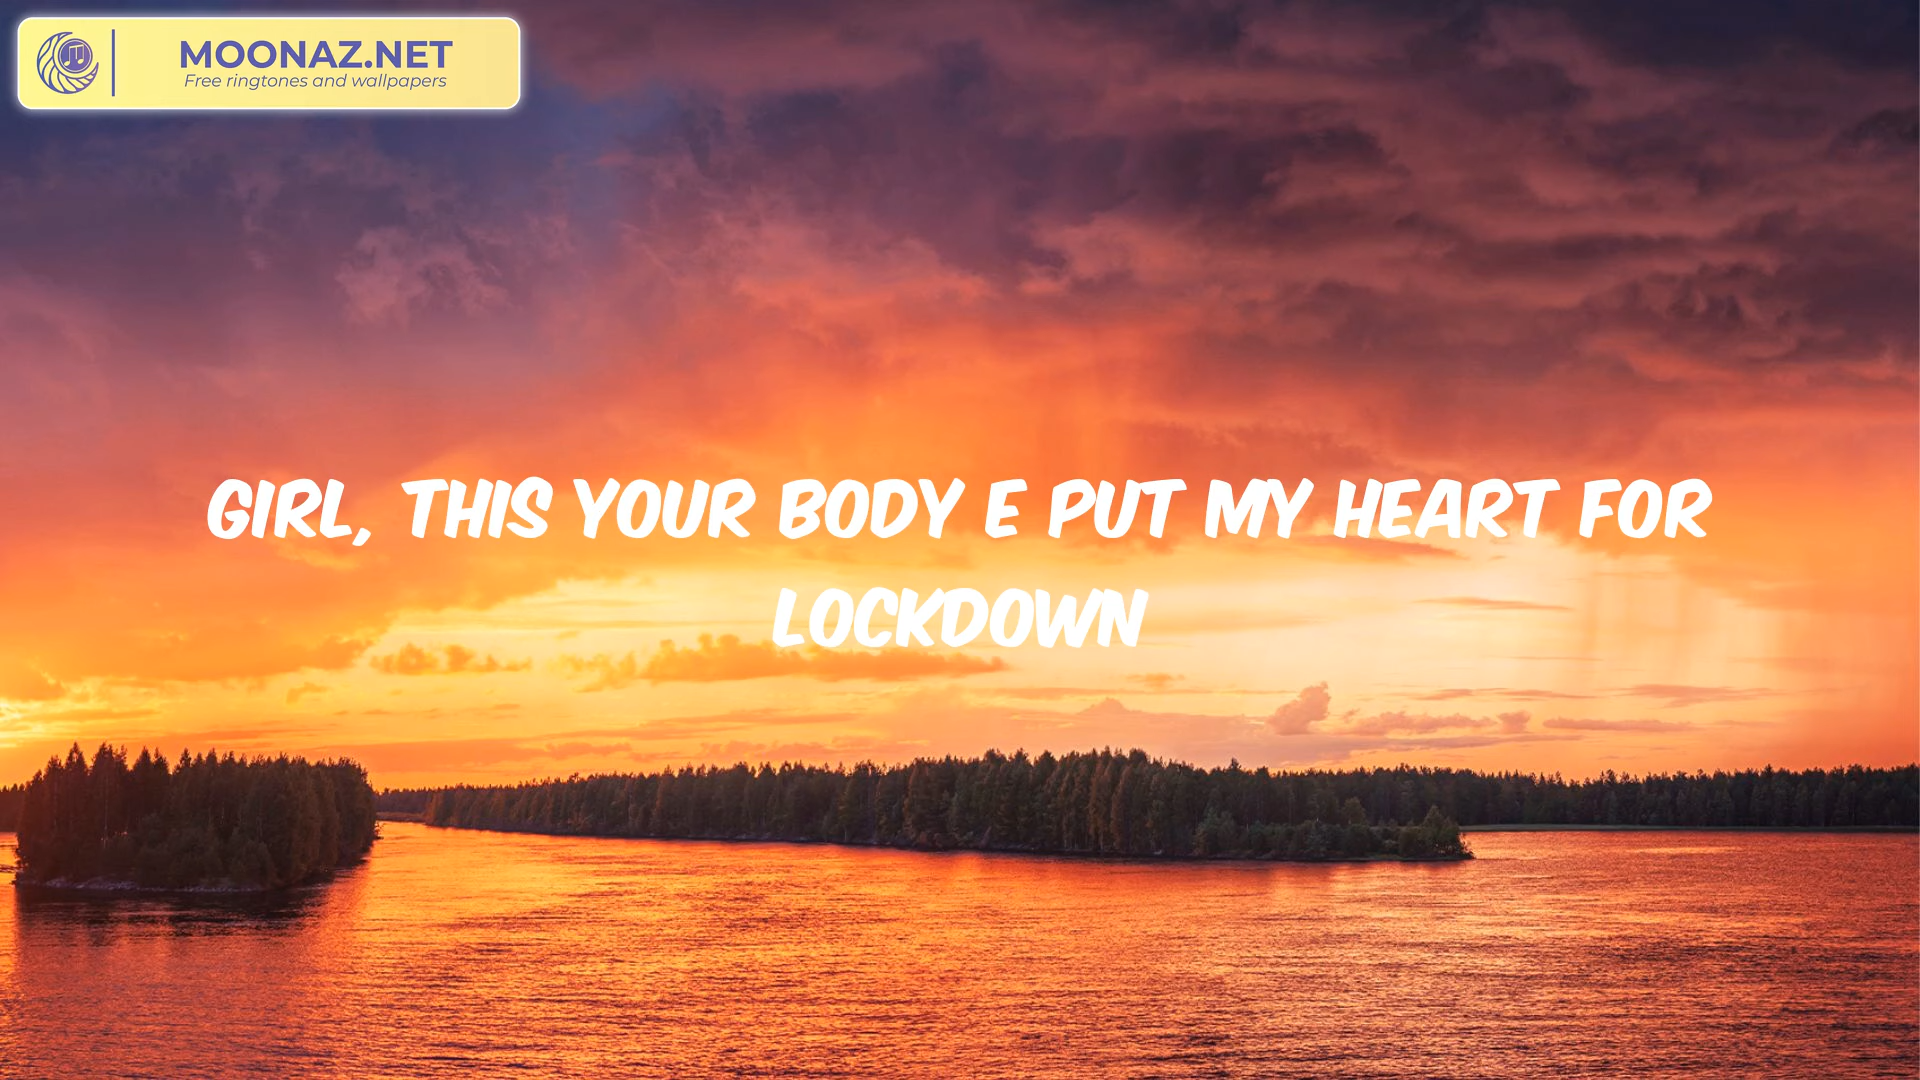 MOONAZ.NET
Free ringtones and wallpapers
GIRL, THIS YOUR BODY E PUT MY HEART FOR
LOCKDOWN